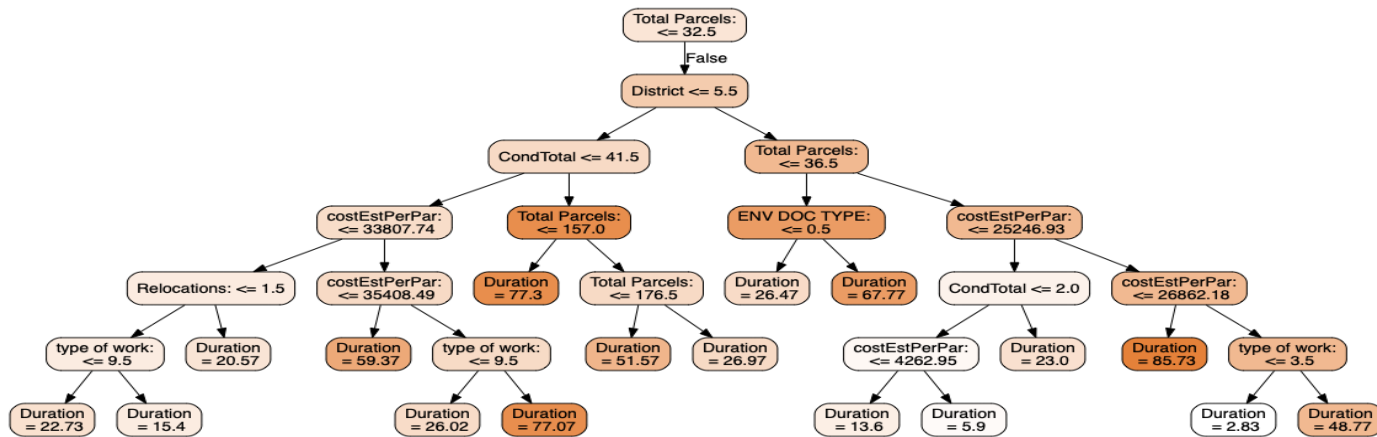 Total Parcels:
<= 32.5
False
District <= 5.5
CondTotal <= 41.5
Total Parcels:
<= 36.5
costEstPerPar:
<= 33807.74
Total Parcels:
<= 157.0
ENV DOC TYPE:
<= 0.5
costEstPerPar:
<= 25246.93
Relocations: <= 1.5
costEstPerPar:
<= 35408.49
Duration
= 77.3
Total Parcels:
<= 176.5
Duration
= 26.47
Duration
= 67.77
CondTotal <= 2.0
costEstPerPar:
<= 26862.18
type of work:
<= 9.5
Duration
= 20.57
Duration
= 59.37
type of work:
<= 9.5
Duration
= 51.57
Duration
= 26.97
costEstPerPar:
<= 4262.95
Duration
= 23.0
Duration
= 85.73
type of work:
<= 3.5
Duration
= 22.73
Duration
= 15.4
Duration
= 26.02
Duration
= 77.07
Duration
= 13.6
Duration
= 5.9
Duration
= 2.83
Duration
= 48.77